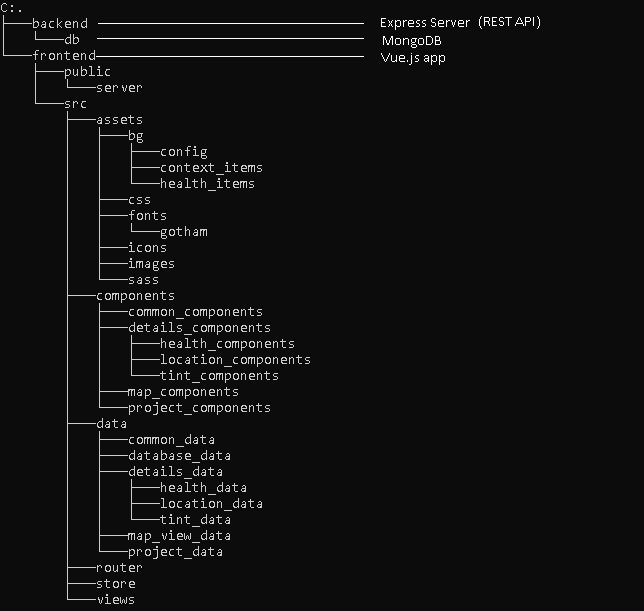 C:.
├───backend Express Server (REST API)
│   └───db MongoDB
└───frontend Vue.js app
    ├───public
    │   └───server
    └───src
        ├───assets
        │   ├───bg
        │   │   ├───config
        │   │   ├───context_items
        │   │   └───health_items
        │   ├───css
        │   ├───fonts
        │   │   └───gotham
        │   ├───icons
        │   ├───images
        │   └───sass
        ├───components
        │   ├───common_components
        │   ├───details_components
        │   │   ├───health_components
        │   │   ├───location_components
        │   │   └───tint_components
        │   ├───map_components
        │   └───project_components
        ├───data
        │   ├───common_data
        │   ├───database_data
        │   ├───details_data
        │   │   ├───health_data
        │   │   ├───location_data
        │   │   └───tint_data
        │   ├───map_view_data
        │   └───project_data
        ├───router
        ├───store
        └───views